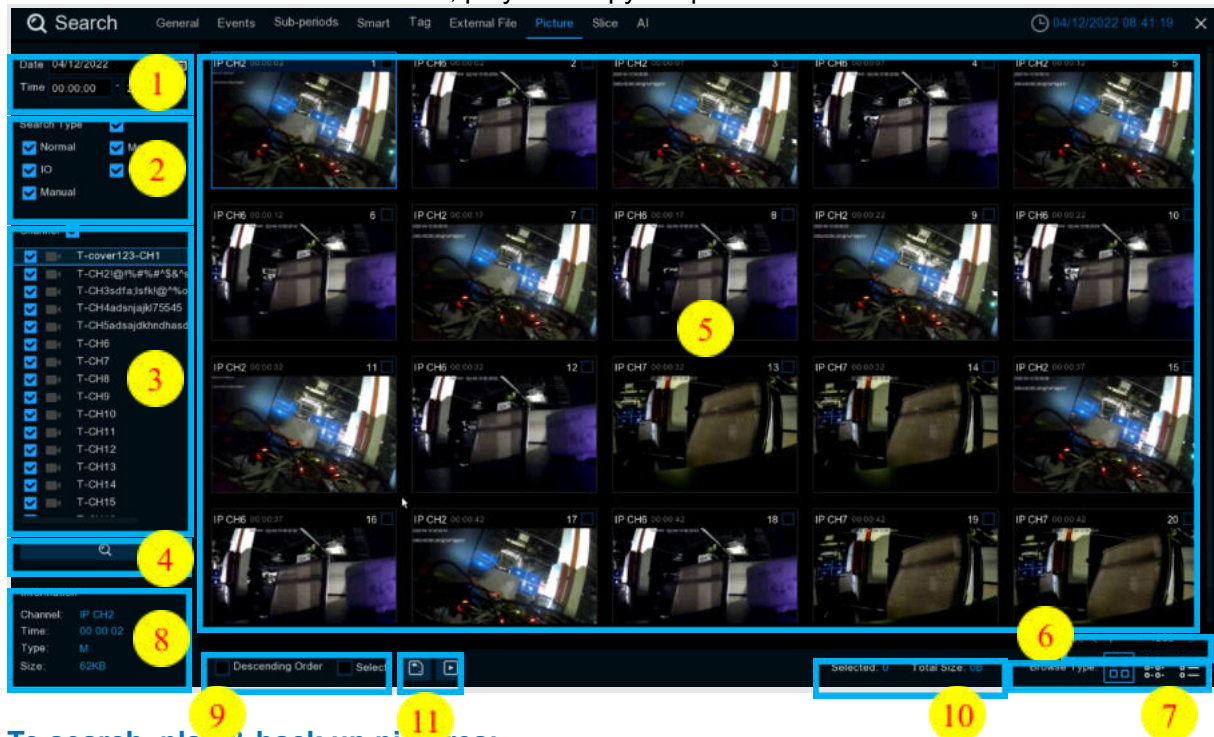 Search General Events Sub-periods Smart Tag External File Picture Slice AI 04/12/2022 08:41:19
Date 04/12/2022
Time 00:00:00 -
1
Search Type
Normal
IO
Manual
2
Channel
T-cover123-CH1
T-CH2!@!%#%#^$&^s
T-CH3sdfa;lsfk!@^%o
T-CH4adsnjajkl75545
T-CH5adsajdkhndhasd
T-CH6
T-CH7
T-CH8
T-CH9
T-CH10
T-CH11
T-CH12
T-CH13
T-CH14
T-CH15
3
4
Information
Channel: IP CH2
Time: 00:00:02
Type: M
Size: 62KB
8
IP CH2 00:00:02 1
IP CH6 00:00:02 2
IP CH2 00:00:07 3
IP CH6 00:00:07 4
IP CH2 00:00:12 5
IP CH6 00:00:12 6
IP CH2 00:00:17 7
IP CH6 00:00:17 8
IP CH2 00:00:22 9
IP CH6 00:00:22 10
5
IP CH2 00:00:32 11
IP CH6 00:00:32 12
IP CH7 00:00:32 13
IP CH7 00:00:32 14
IP CH2 00:00:37 15
IP CH6 00:00:37 16
IP CH2 00:00:42 17
IP CH6 00:00:42 18
IP CH7 00:00:42 19
IP CH7 00:00:42 20
6
Descending Order Select
Selected: 0 Total Size: 0B
Browse Type
9
11
10
7